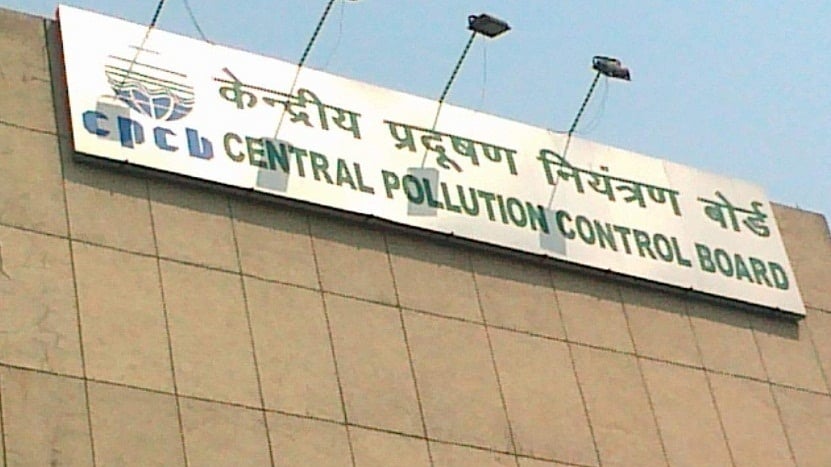 केन्द्रीय प्रदूषण नियंत्रण बोर्ड
cpcb CENTRAL POLLUTION CONTROL BOARD